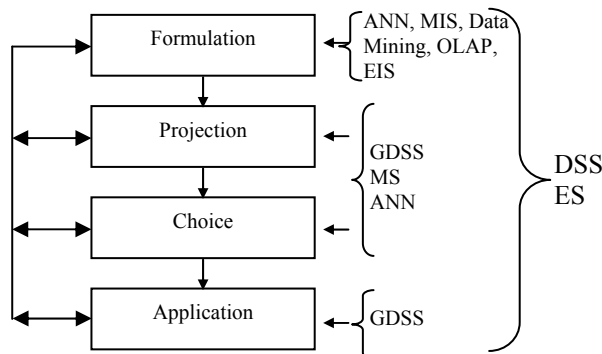 Formulation
ANN, MIS, Data
Mining, OLAP,
EIS
Projection
GDSS
MS
ANN
Choice
Application
GDSS
DSS
ES